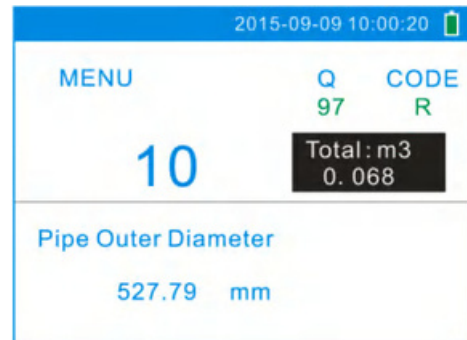 2015-09-09 10:00:20
MENU
Q
CODE
97
R
10
Total: m3
0.068
Pipe Outer Diameter
527.79 mm